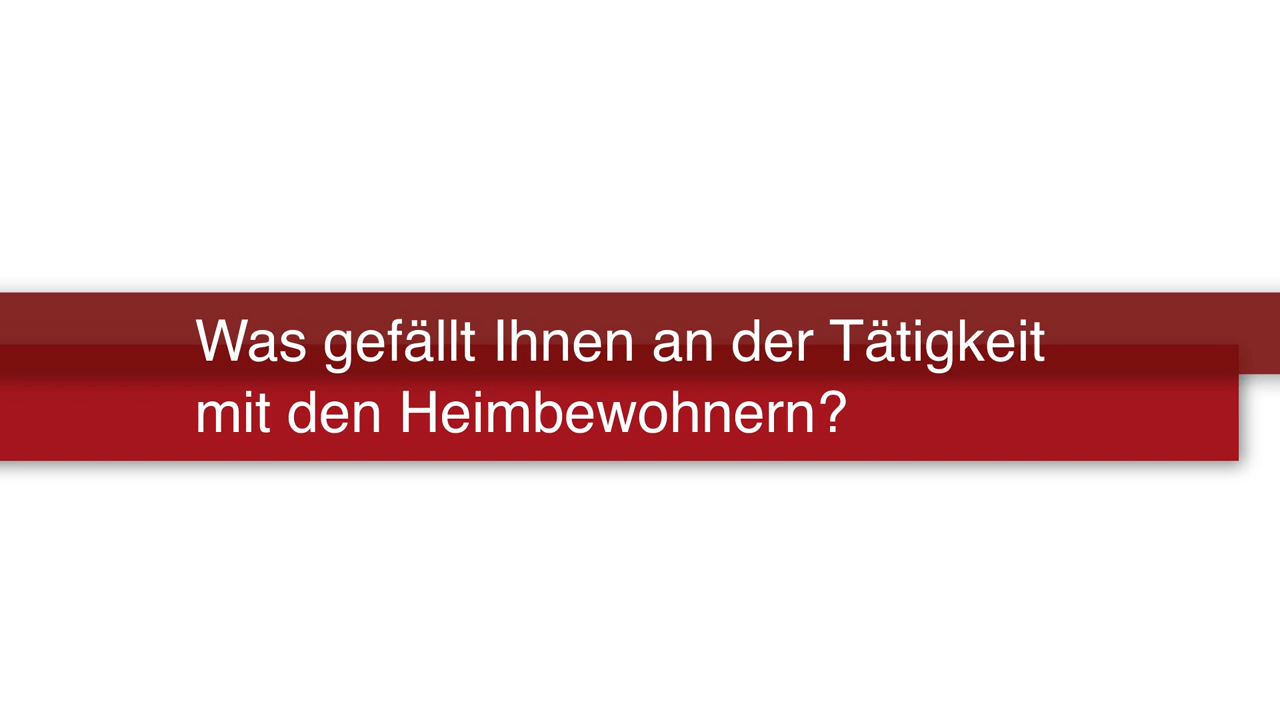 Was gefällt Ihnen an der Tätigkeit
mit den Heimbewohnern?